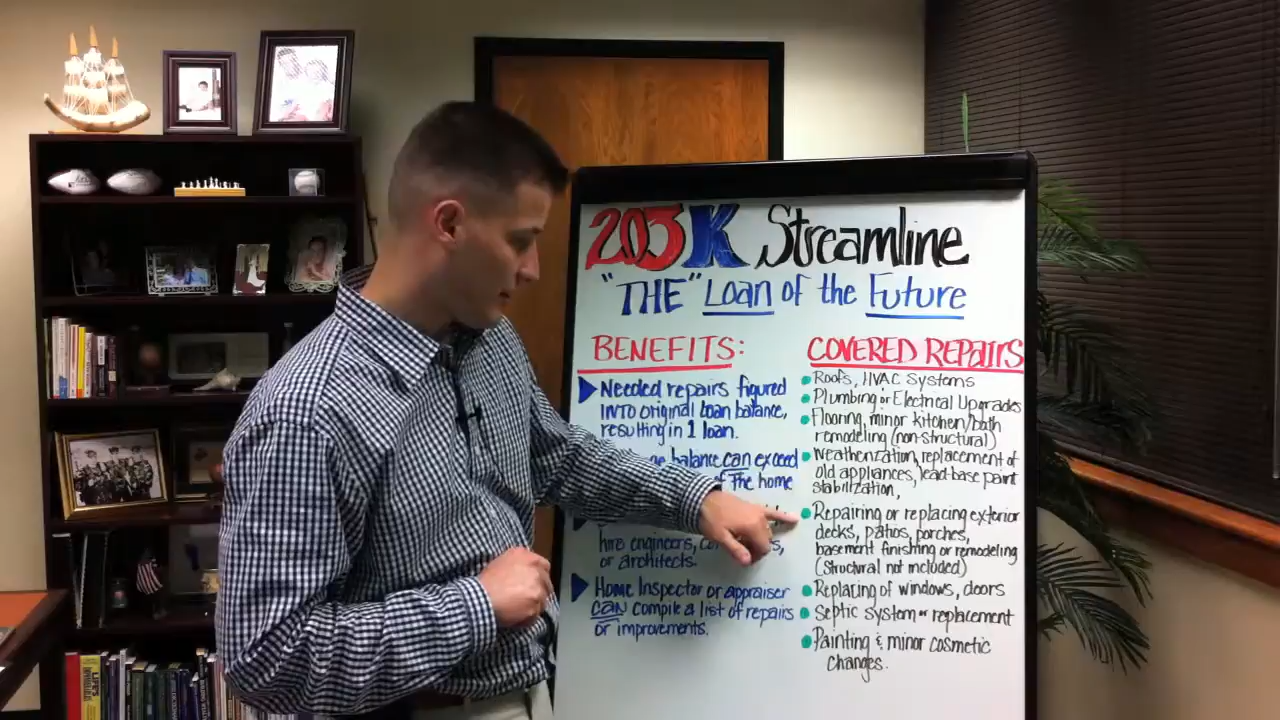 203K Streamline
"THE" Loan of the Future
BENEFITS:
Needed repairs figured
INTO original loan balance,
resulting in 1 loan.
balance can exceed
of the home
hire engineers,
or architects.
Home Inspector or appraiser
CAN compile a list of repairs
or improvements.
COVERED REPAIRS
Roofs, HVAC Systems
Plumbing or Electrical Upgrades
Flooring, minor kitchen/bath
remodeling (non-structural)
Weatherization, replacement of
old appliances, lead-base paint
stabilization,
Repairing or replacing exterior
decks, patios, porches,
basement finishing or remodeling
(structural not included)
Replacing of windows, doors
Septic system or replacement
Painting & minor cosmetic
changes.